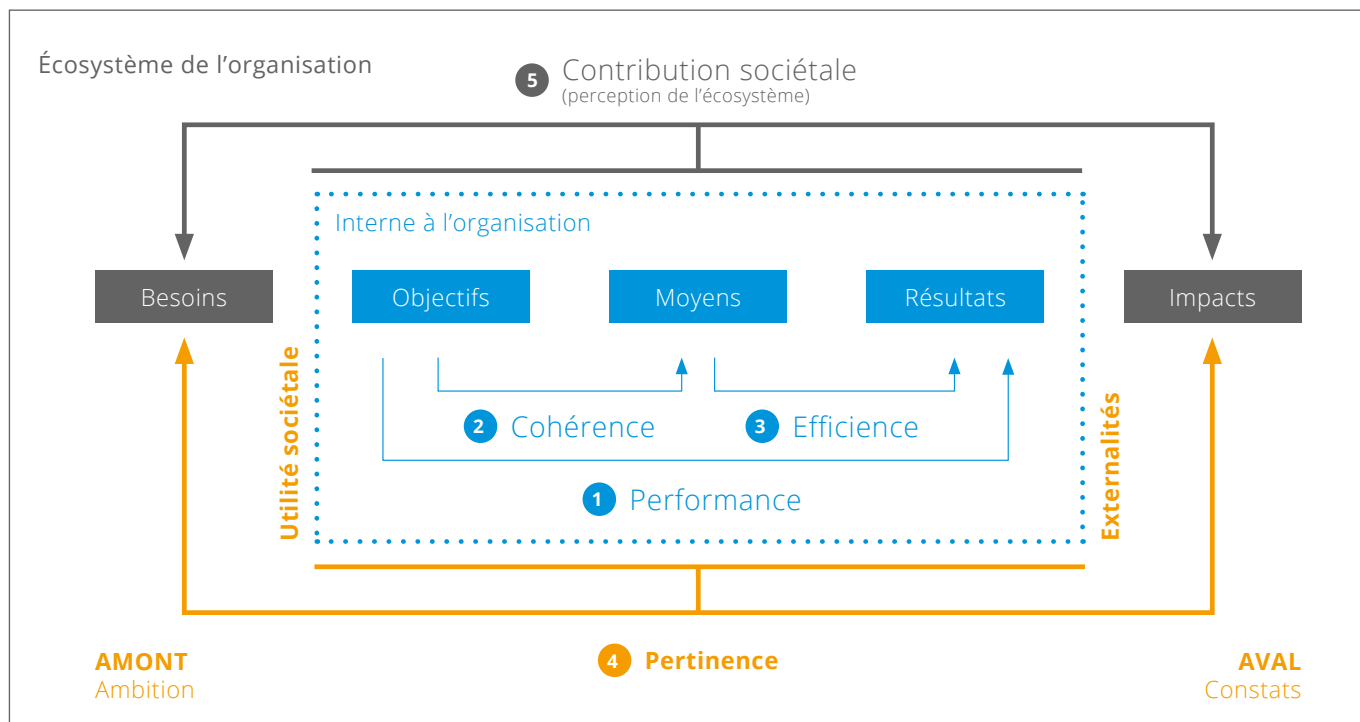 Écosystème de l’organisation
5 Contribution sociétale
(perception de l’écosystème)
Interne à l’organisation
Besoins
Objectifs
Moyens
Résultats
Impacts
Utilité sociétale
2 Cohérence
3 Efficience
1 Performance
Externalités
AMONT
Ambition
4 Pertinence
AVAL
Constats